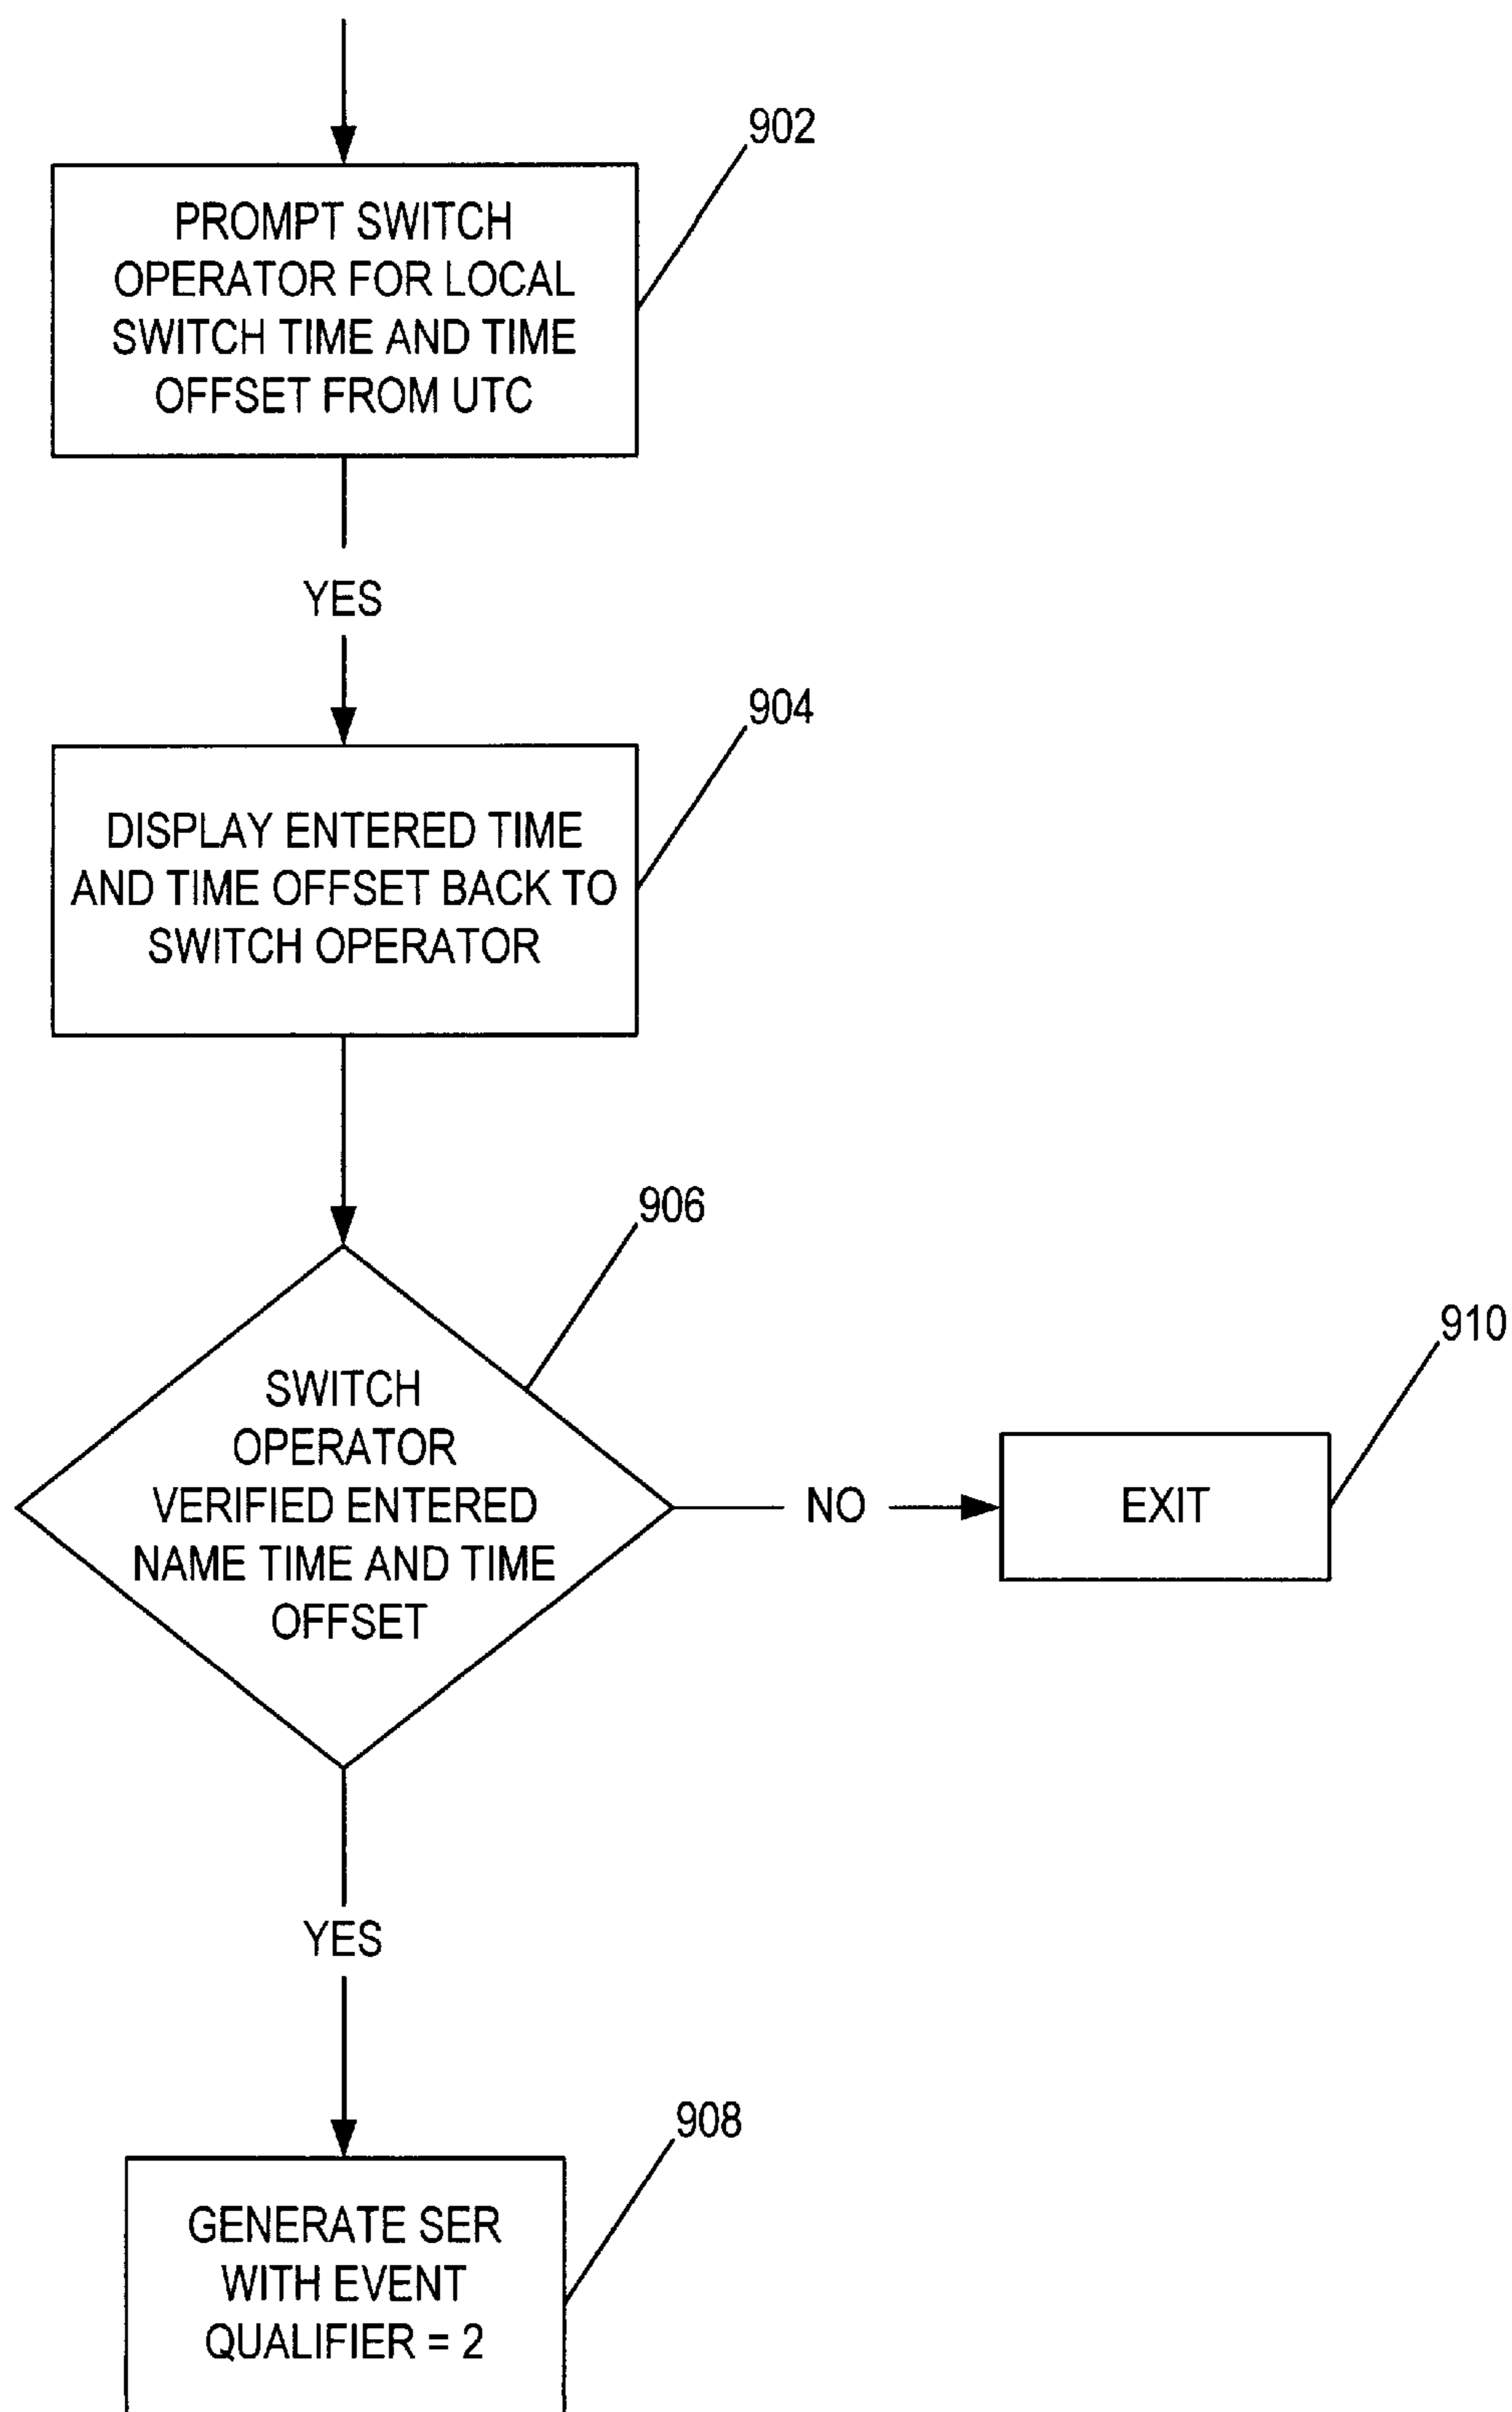 902
PROMPT SWITCH
OPERATOR FOR LOCAL
SWITCH TIME AND TIME
OFFSET FROM UTC
YES
904
DISPLAY ENTERED TIME
AND TIME OFFSET BACK TO
SWITCH OPERATOR
906
SWITCH
OPERATOR
VERIFIED ENTERED
NAME TIME AND TIME
OFFSET
NO
910
EXIT
YES
908
GENERATE SER
WITH EVENT
QUALIFIER = 2